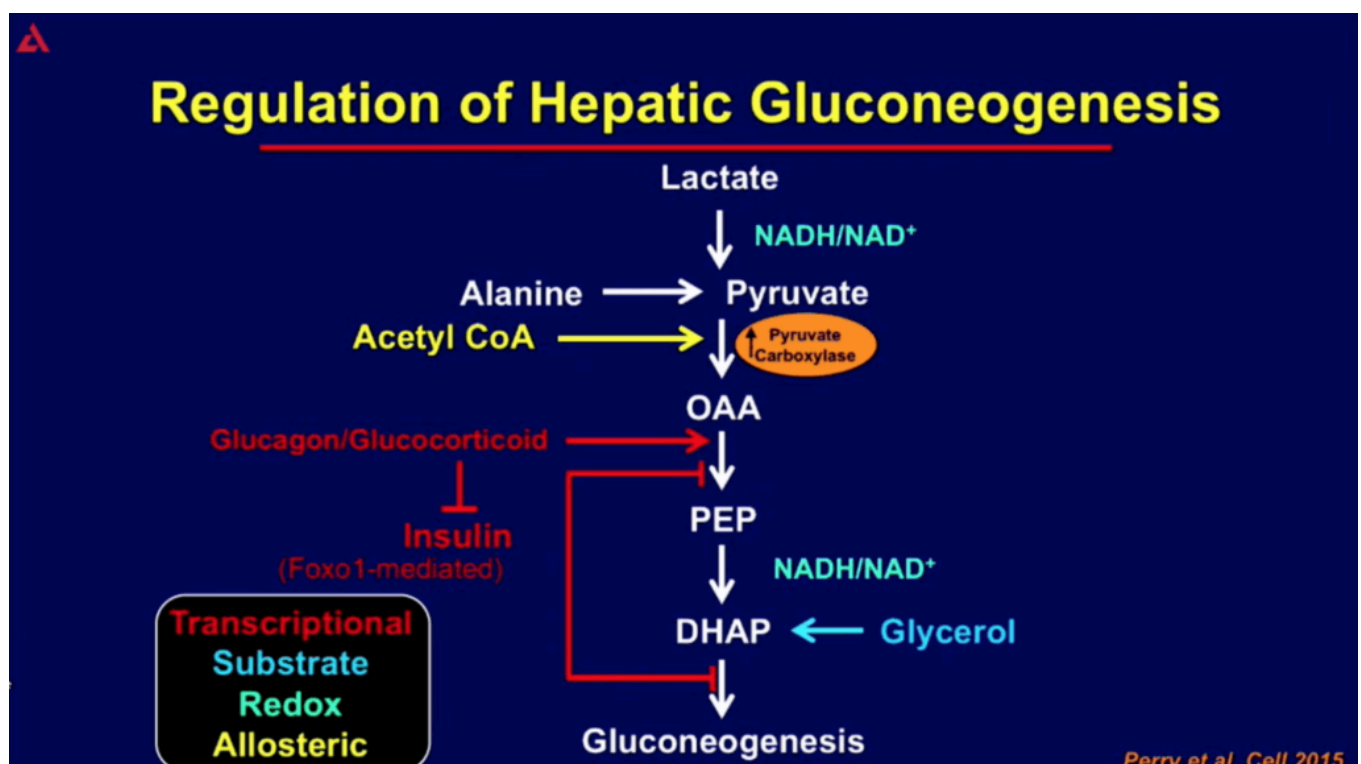 Regulation of Hepatic Gluconeogenesis
Lactate
NADH/NAD⁺
Alanine
Pyruvate
Acetyl CoA
Pyruvate
Carboxylase
OAA
Glucagon/Glucocorticoid
PEP
Insulin
(Foxo1-mediated)
NADH/NAD⁺
DHAP
Glycerol
Transcriptional
Substrate
Redox
Allosteric
Gluconeogenesis
Perry et al. Cell 2015